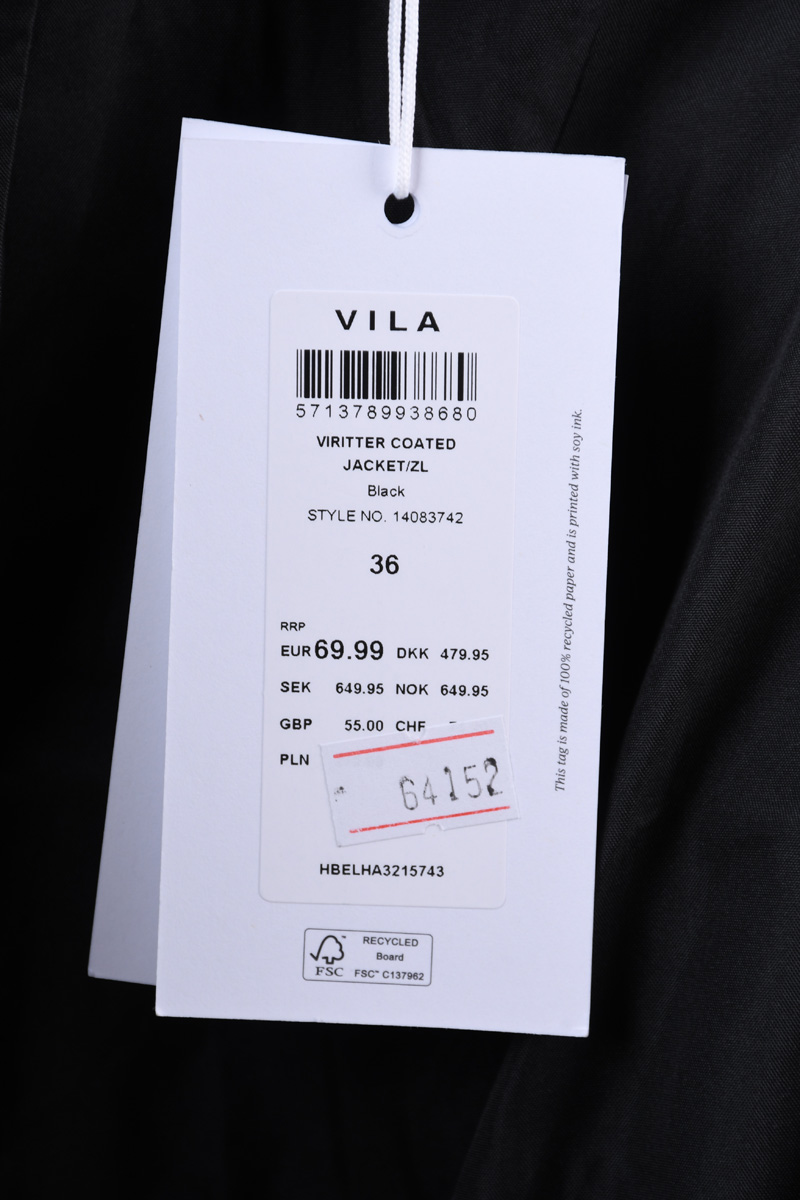 VILA
5713789938680
VIRITTER COATED
JACKET/ZL
Black
STYLE NO. 14083742
36
RRP
EUR 69.99 DKK 479.95
SEK 649.95 NOK 649.95
GBP 55.00 CHF
PLN
64152
HBELHA3215743
RECYCLED
Board
FSC™ C137962
FSC™
This tag is made of 100% recycled paper and is printed with soy ink.